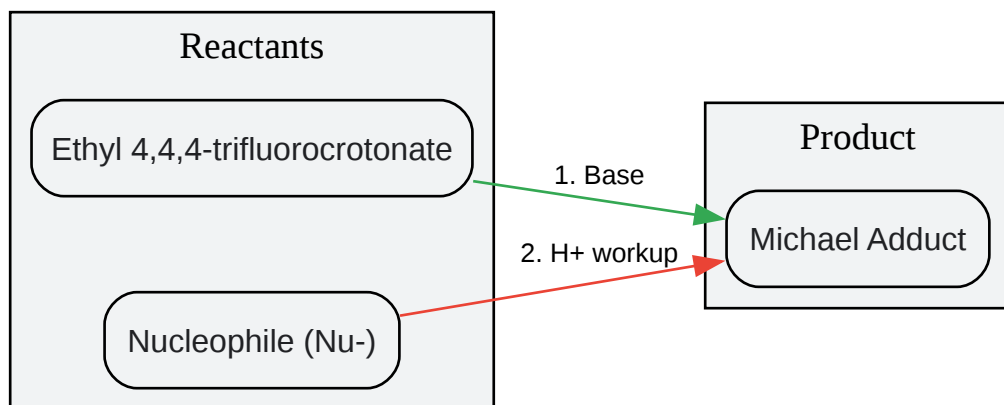 Reactants
Ethyl 4,4,4-trifluorocrotonate
Nucleophile (Nu-)
1. Base
2. H+ workup
Product
Michael Adduct